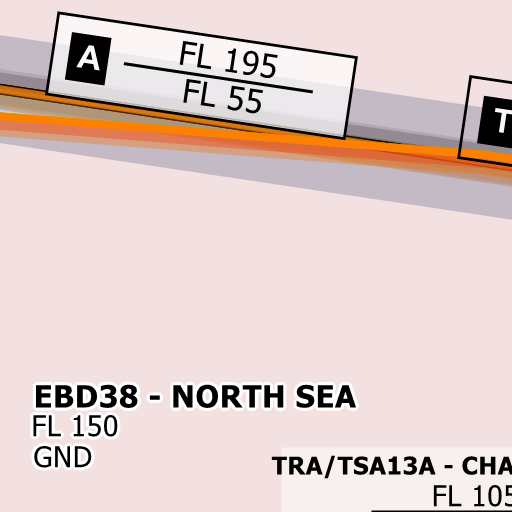 A
FL 195
FL 55
T
EBD38 - NORTH SEA
FL 150
GND
TRA/TSA13A - CHA
FL 105